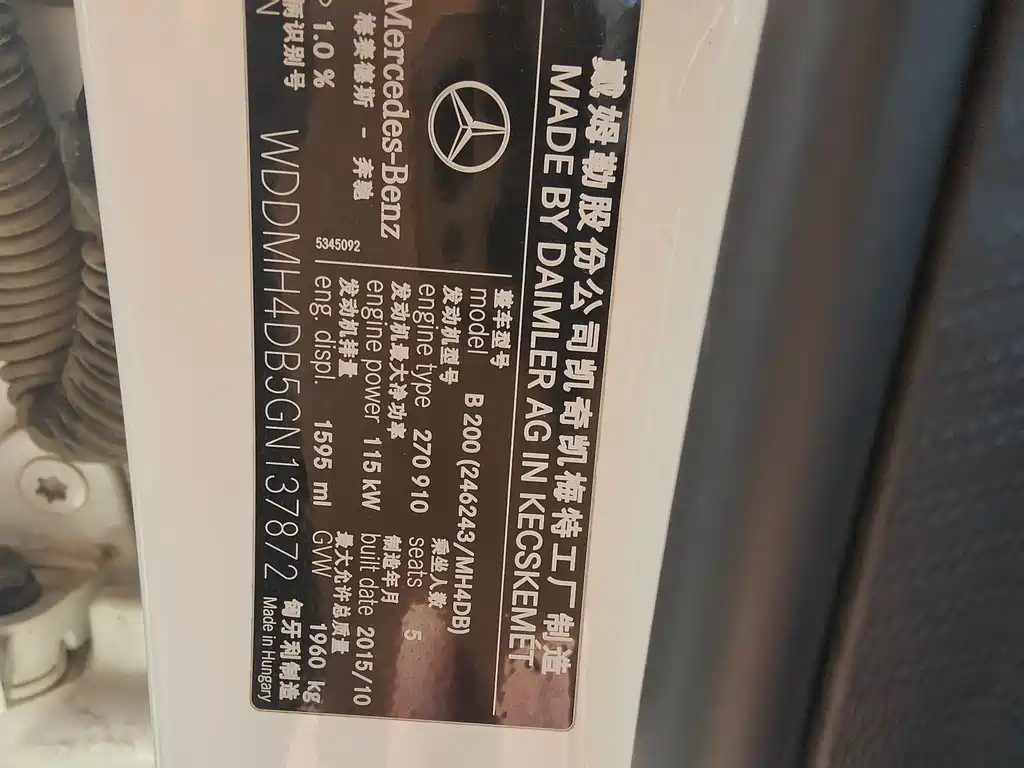 戴姆勒股份公司凯奇凯梅特工厂制造
MADE BY DAIMLER AG IN KECSKEMÉT
Mercedes-Benz
梅赛德斯 - 奔驰
1.0 %
5345092
整车型号
model B 200 (246243/MH4DB)
发动机型号 乘坐人数
engine type 270 910 seats 5
发动机最大净功率 制造年月
engine power 115 kW built date 2015/10
发动机排量 最大允许总质量
eng. displ. 1595 ml GVW 1960 kg
识别号 WDDMH4DB5GN137872 匈牙利制造
N Made in Hungary